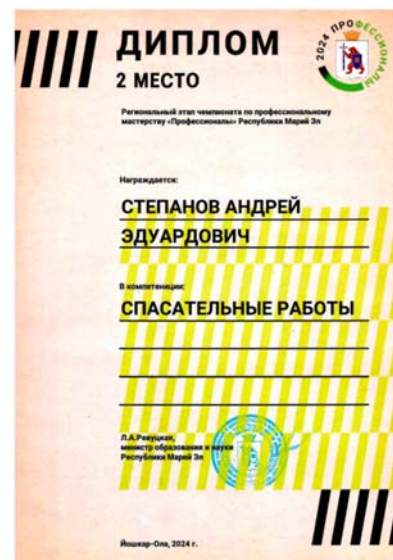 ДИПЛОМ
2 МЕСТО
2024 ПРОФЕССИОНАЛЫ
Региональный этап чемпионата по профессиональному
мастерству «Профессионалы» Республики Марий Эл
Награждается:
СТЕПАНОВ АНДРЕЙ
ЭДУАРДОВИЧ
В компетенции:
СПАСАТЕЛЬНЫЕ РАБОТЫ
Л.А.Ревуцкая,
министр образования и науки
Республики Марий Эл
Йошкар-Ола, 2024 г.